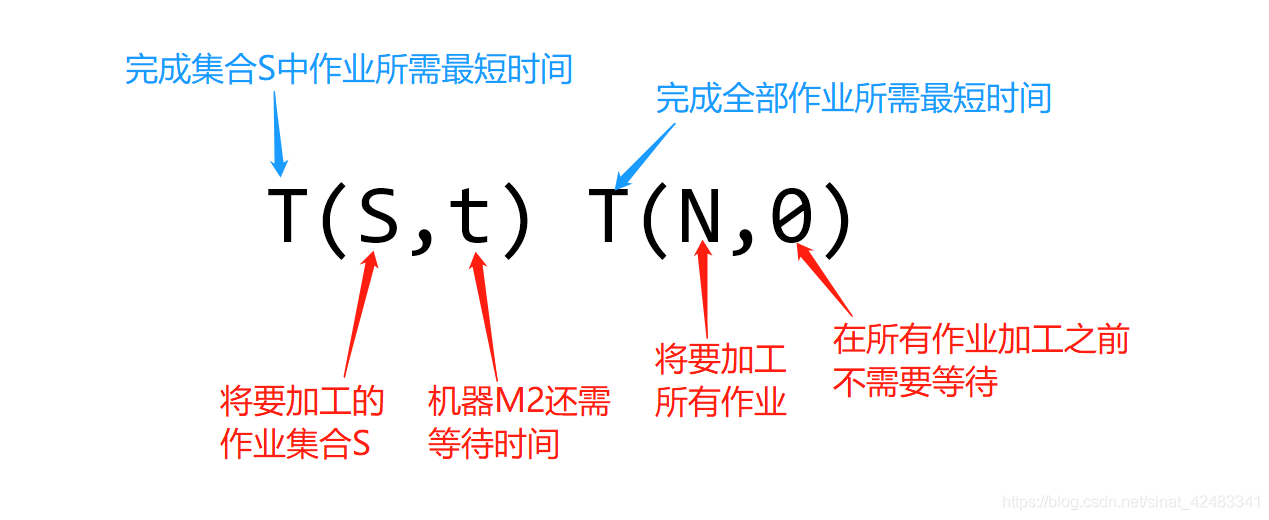 完成集合S中作业所需最短时间
完成全部作业所需最短时间
T(S,t) T(N,0)
将要加工的
作业集合S
机器M2还需
等待时间
将要加工
所有作业
在所有作业加工之前
不需要等待
https://blog.csdn.net/sinat_42483341